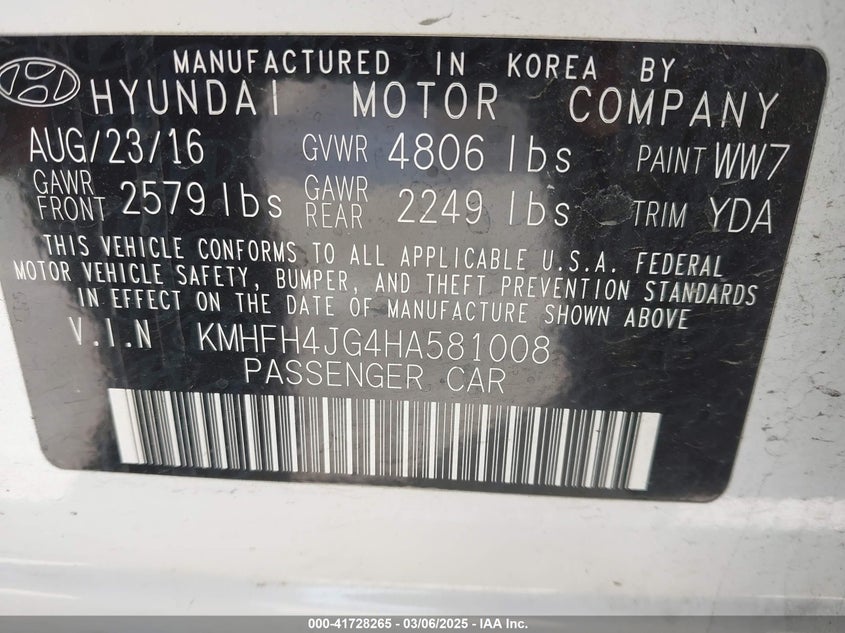 MANUFACTURED IN KOREA BY
HYUNDAI MOTOR COMPANY
AUG/23/16 GVWR 4806 lbs PAINT WW7
GAWR FRONT 2579 lbs GAWR REAR 2249 lbs TRIM YDA
THIS VEHICLE CONFORMS TO ALL APPLICABLE U.S.A. FEDERAL
MOTOR VEHICLE SAFETY, BUMPER, AND THEFT PREVENTION STANDARDS
IN EFFECT ON THE DATE OF MANUFACTURE SHOWN ABOVE
V.I.N KMHFH4JG4HA581008
PASSENGER CAR
000-41728265 - 03/06/2025 - IAA Inc.